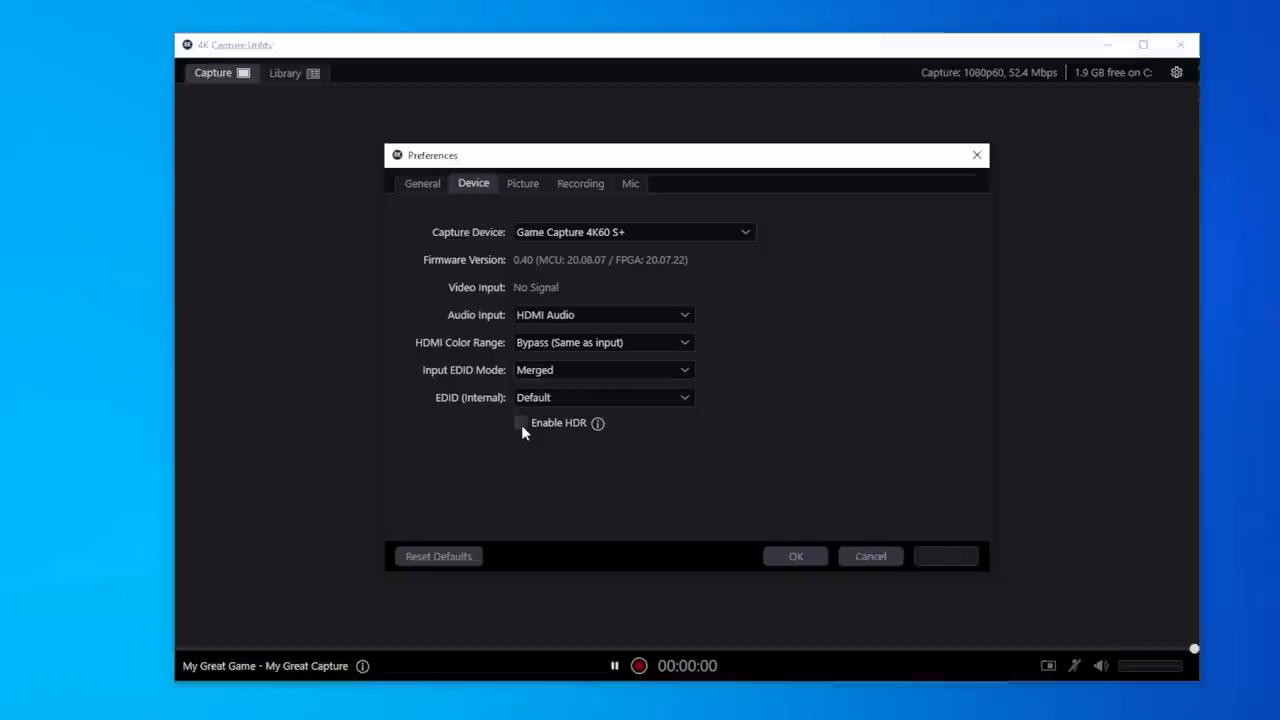 4K Capture Utility
Capture Library Capture: 1080p60, 52.4 Mbps 1.9 GB free on C:
Preferences
General Device Picture Recording Mic
Capture Device: Game Capture 4K60 S+
Firmware Version: 0.40 (MCU: 20.08.07 / FPGA: 20.07.22)
Video Input: No Signal
Audio Input: HDMI Audio
HDMI Color Range: Bypass (Same as input)
Input EDID Mode: Merged
EDID (Internal): Default
Enable HDR
Reset Defaults OK Cancel
My Great Game - My Great Capture 00:00:00